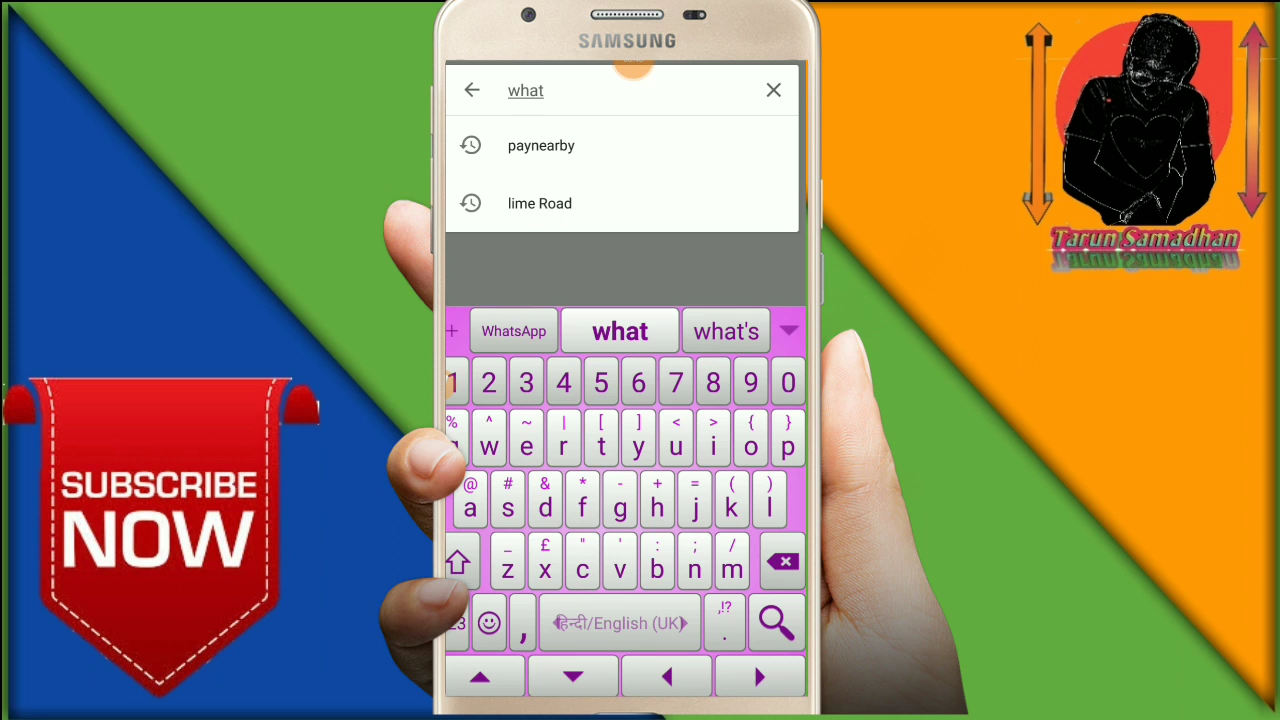 SAMSUNG
what
paynearby
lime Road
WhatsApp what what's
1 2 3 4 5 6 7 8 9 0
% ^ ~ | [ ] < > { }
w e r t y u i o p
@ # & * - + = ( )
a s d f g h j k l
_ £ " ' : ; /
z x c v b n m
,!?
, हिन्दी/English (UK) .
SUBSCRIBE
NOW
Tarun Samadhan